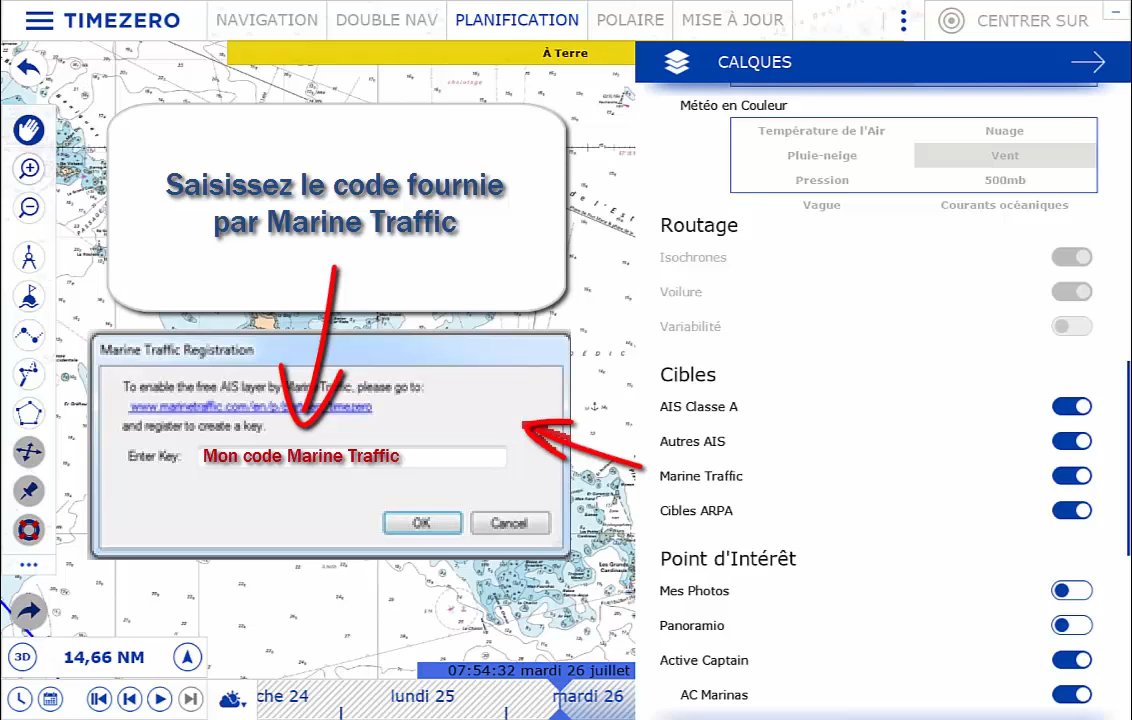 TIMEZERO
NAVIGATION
DOUBLE NAV
PLANIFICATION
POLAIRE
MISE À JOUR
CENTRER SUR
À Terre
CALQUES
Saisissez le code fournie
par Marine Traffic
Marine Traffic Registration
To enable the free AIS layer by Marine Traffic, please go to:
and register to create a key.
Enter Key: Mon code Marine Traffic
OK
Cancel
Météo en Couleur
Température de l'Air
Nuage
Pluie-neige
Vent
Pression
500mb
Vague
Courants océaniques
Routage
Isochrones
Voilure
Variabilité
Cibles
AIS Classe A
Autres AIS
Marine Traffic
Cibles ARPA
Point d'Intérêt
Mes Photos
Panoramio
Active Captain
AC Marinas
3D
14,66 NM
07:54:32 mardi 26 juillet
che 24
lundi 25
mardi 26